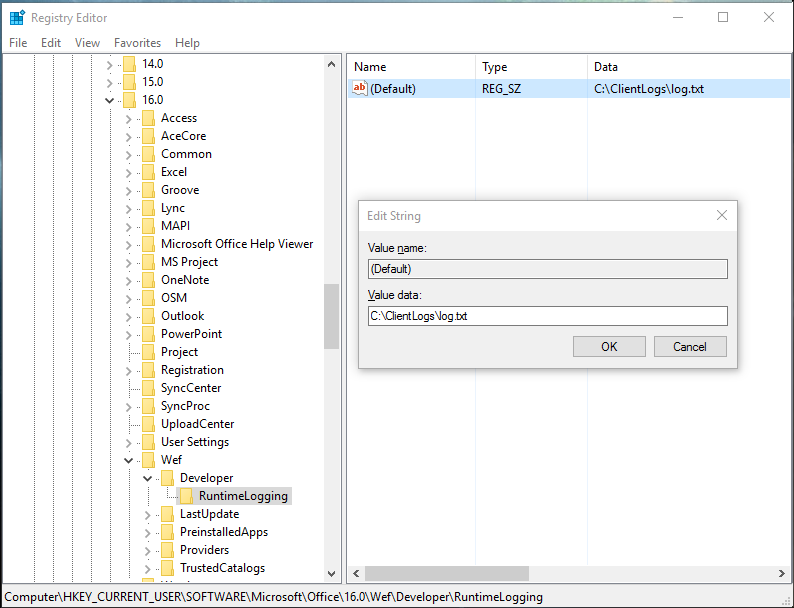 Registry Editor
File Edit View Favorites Help
14.0
15.0
16.0
Access
AceCore
Common
Excel
Groove
Lync
MAPI
Microsoft Office Help Viewer
MS Project
OneNote
OSM
Outlook
PowerPoint
Project
Registration
SyncCenter
SyncProc
UploadCenter
User Settings
Wef
Developer
RuntimeLogging
LastUpdate
PreinstalledApps
Providers
TrustedCatalogs
Name Type Data
ab (Default) REG_SZ C:\ClientLogs\log.txt
Edit String
Value name:
(Default)
Value data:
C:\ClientLogs\log.txt
OK Cancel
Computer\HKEY_CURRENT_USER\SOFTWARE\Microsoft\Office\16.0\Wef\Developer\RuntimeLogging